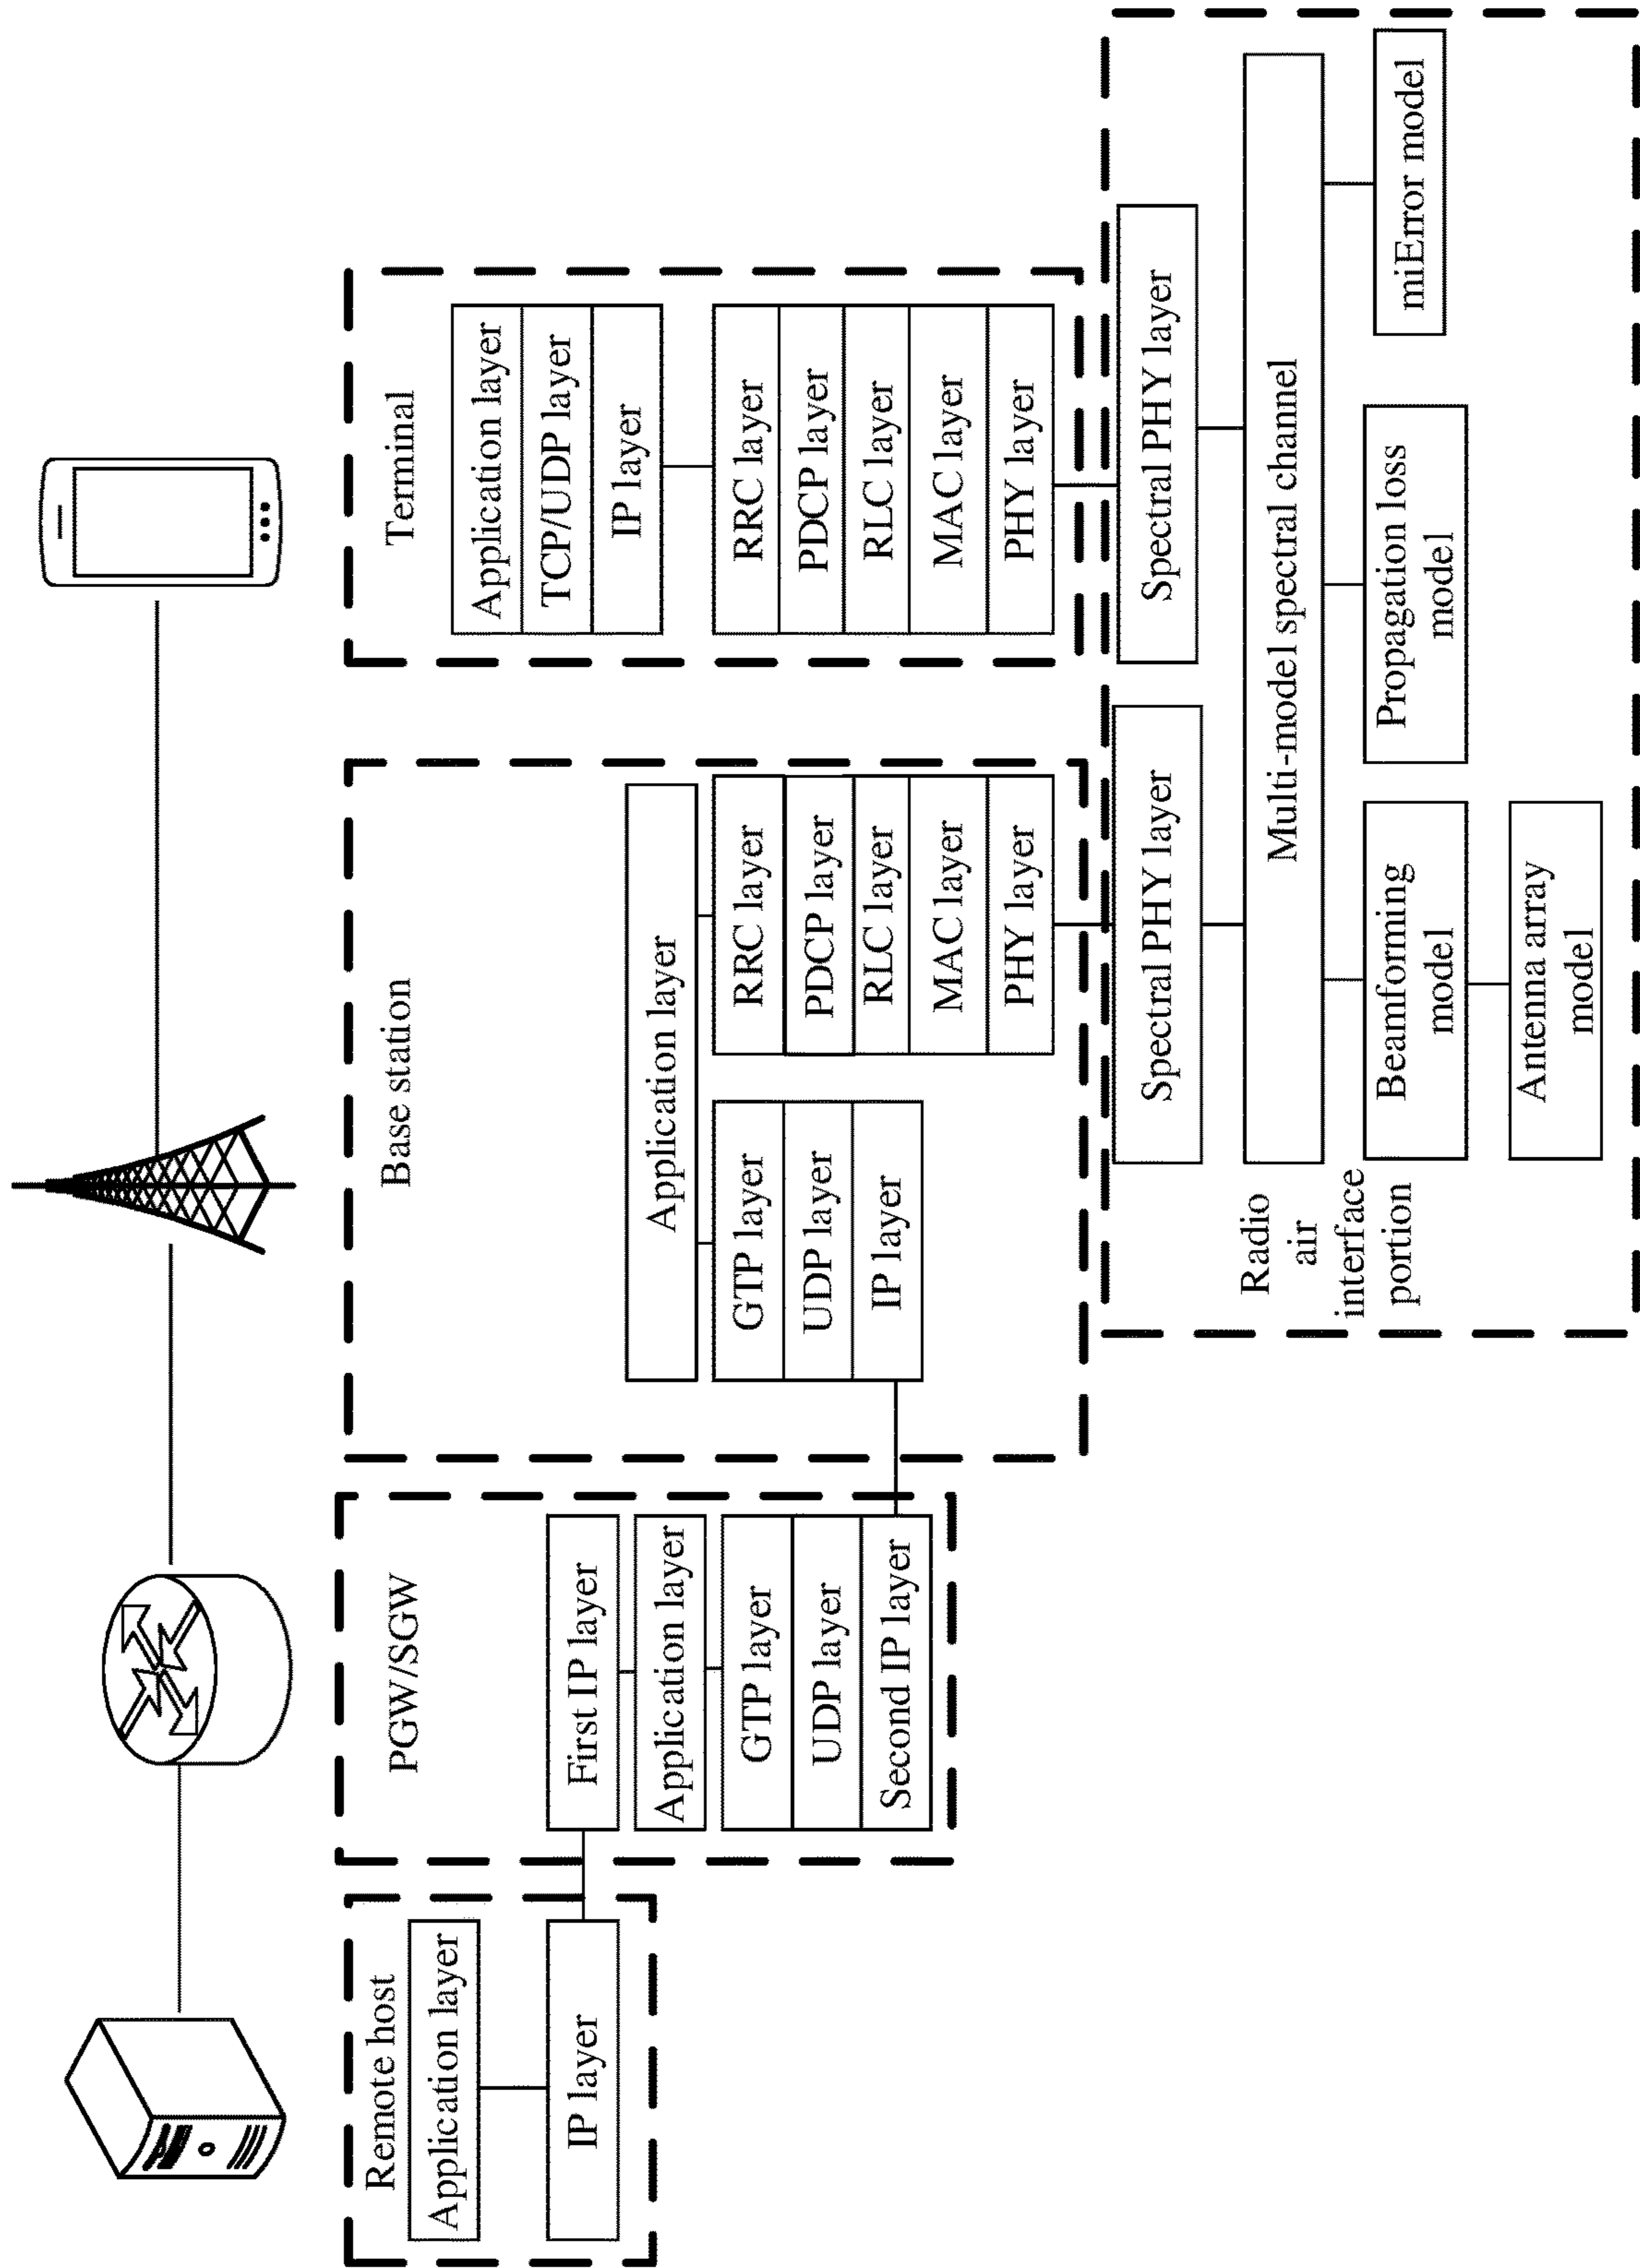 Remote host
Application layer
IP layer
PGW/SGW
First IP layer
Application layer
GTP layer
UDP layer
Second IP layer
Base station
Application layer
GTP layer
UDP layer
IP layer
RRC layer
PDCP layer
RLC layer
MAC layer
PHY layer
Terminal
Application layer
TCP/UDP layer
IP layer
RRC layer
PDCP layer
RLC layer
MAC layer
PHY layer
Radio
air
interface
portion
Spectral PHY layer
Spectral PHY layer
Multi-model spectral channel
Beamforming
model
Antenna array
model
Propagation loss
model
miError model